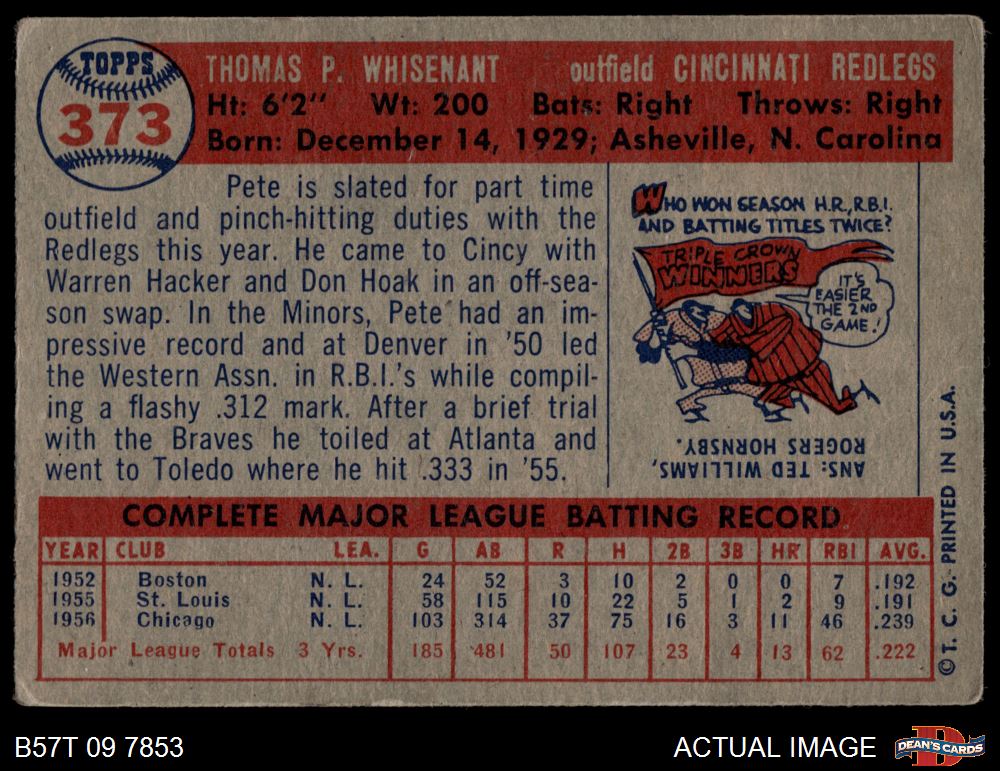 TOPPS
373
THOMAS P. WHISENANT outfield CINCINNATI REDLEGS
Ht: 6'2" Wt: 200 Bats: Right Throws: Right
Born: December 14, 1929; Asheville, N. Carolina
Pete is slated for part time
outfield and pinch-hitting duties with the
Redlegs this year. He came to Cincy with
Warren Hacker and Don Hoak in an off-sea-
son swap. In the Minors, Pete had an im-
pressive record and at Denver in '50 led
the Western Assn. in R.B.I.'s while compil-
ing a flashy .312 mark. After a brief trial
with the Braves he toiled at Atlanta and
went to Toledo where he hit .333 in '55.
WHO WON SEASON H.R., R.B.I.
AND BATTING TITLES TWICE?
TRIPLE CROWN
WINNERS
IT'S
EASIER
THE 2ND
GAME!
ANS: TED WILLIAMS,
ROGERS HORNSBY.
COMPLETE MAJOR LEAGUE BATTING RECORD
YEAR CLUB LEA. G AB R H 2B 3B HR RBI AVG.
1952 Boston N. L. 24 52 3 10 2 0 0 7 .192
1955 St. Louis N. L. 58 115 10 22 5 1 2 9 .191
1956 Chicago N. L. 103 314 37 75 16 3 11 46 .239
Major League Totals 3 Yrs. 185 481 50 107 23 4 13 62 .222
©T. C. G. PRINTED IN U.S.A.
B57T 09 7853
ACTUAL IMAGE
DEAN'S CARDS